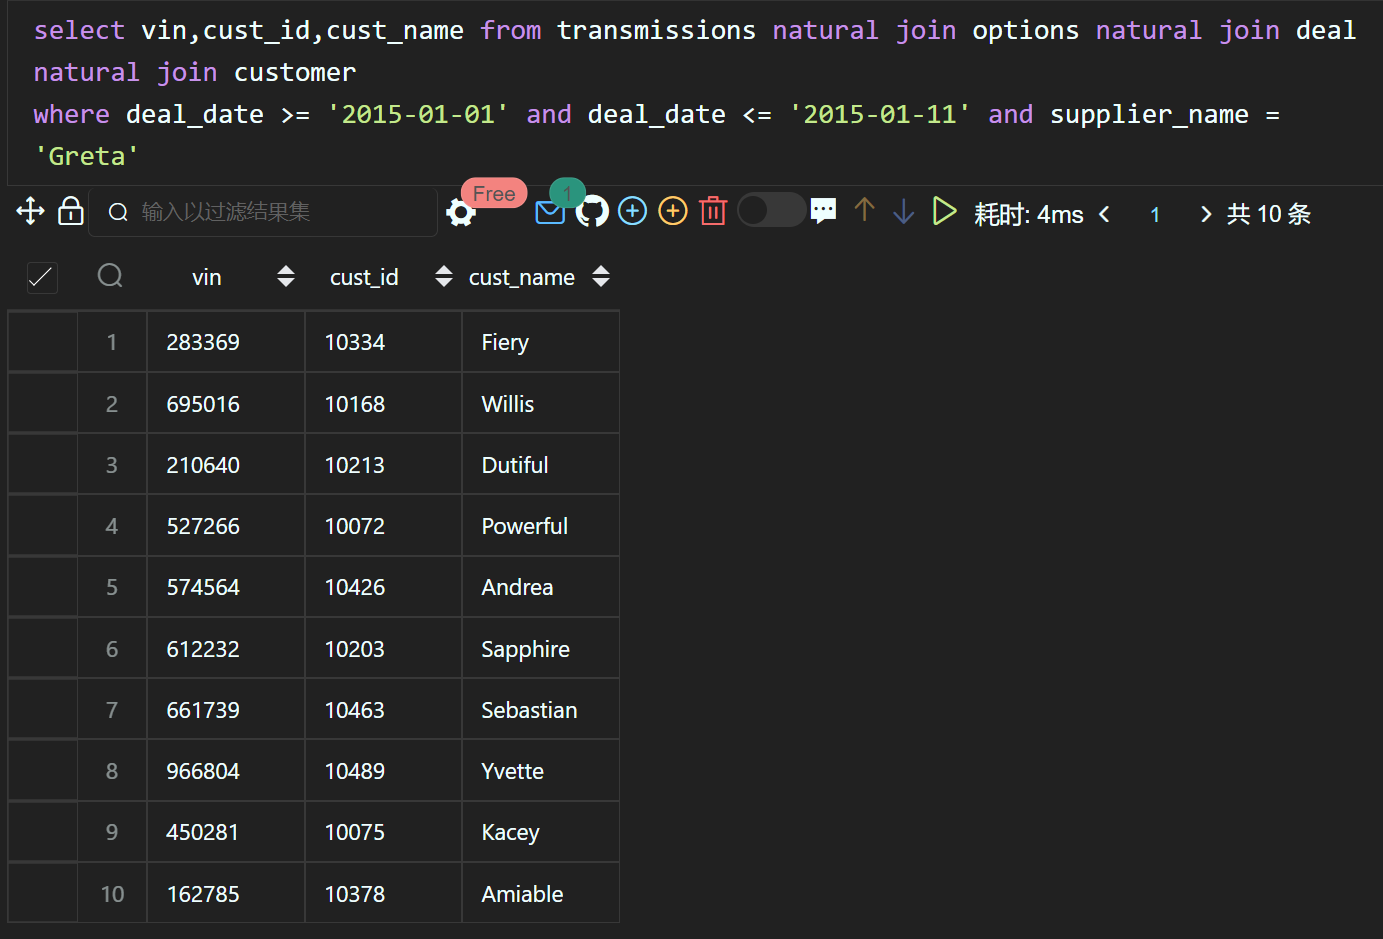 select vin,cust_id,cust_name from transmissions natural join options natural join deal
natural join customer
where deal_date >= '2015-01-01' and deal_date <= '2015-01-11' and supplier_name =
'Greta'
输入以过滤结果集 Free 1 耗时: 4ms 1 共 10 条
vin cust_id cust_name
1 283369 10334 Fiery
2 695016 10168 Willis
3 210640 10213 Dutiful
4 527266 10072 Powerful
5 574564 10426 Andrea
6 612232 10203 Sapphire
7 661739 10463 Sebastian
8 966804 10489 Yvette
9 450281 10075 Kacey
10 162785 10378 Amiable